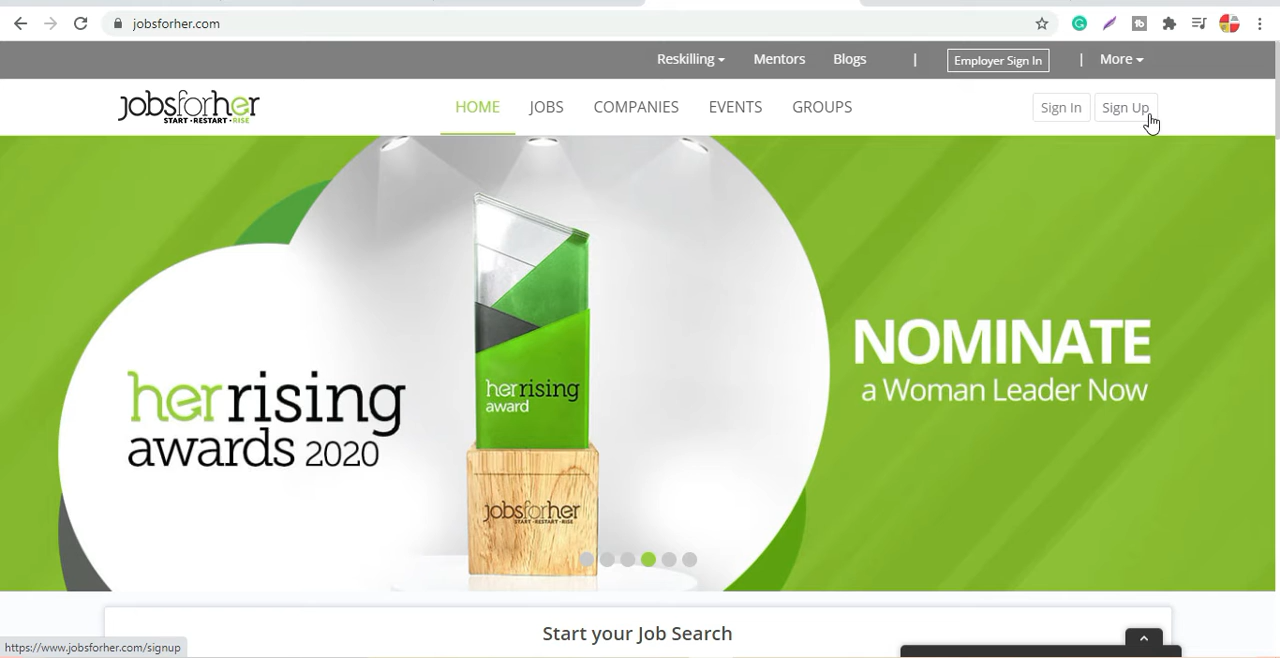 jobsforher.com
Reskilling Mentors Blogs | Employer Sign In | More
jobsforher
START · RESTART · RISE
HOME JOBS COMPANIES EVENTS GROUPS Sign In Sign Up
herrising
awards 2020
herrising
award
jobsforher
START · RESTART · RISE
NOMINATE
a Woman Leader Now
Start your Job Search
https://www.jobsforher.com/signup